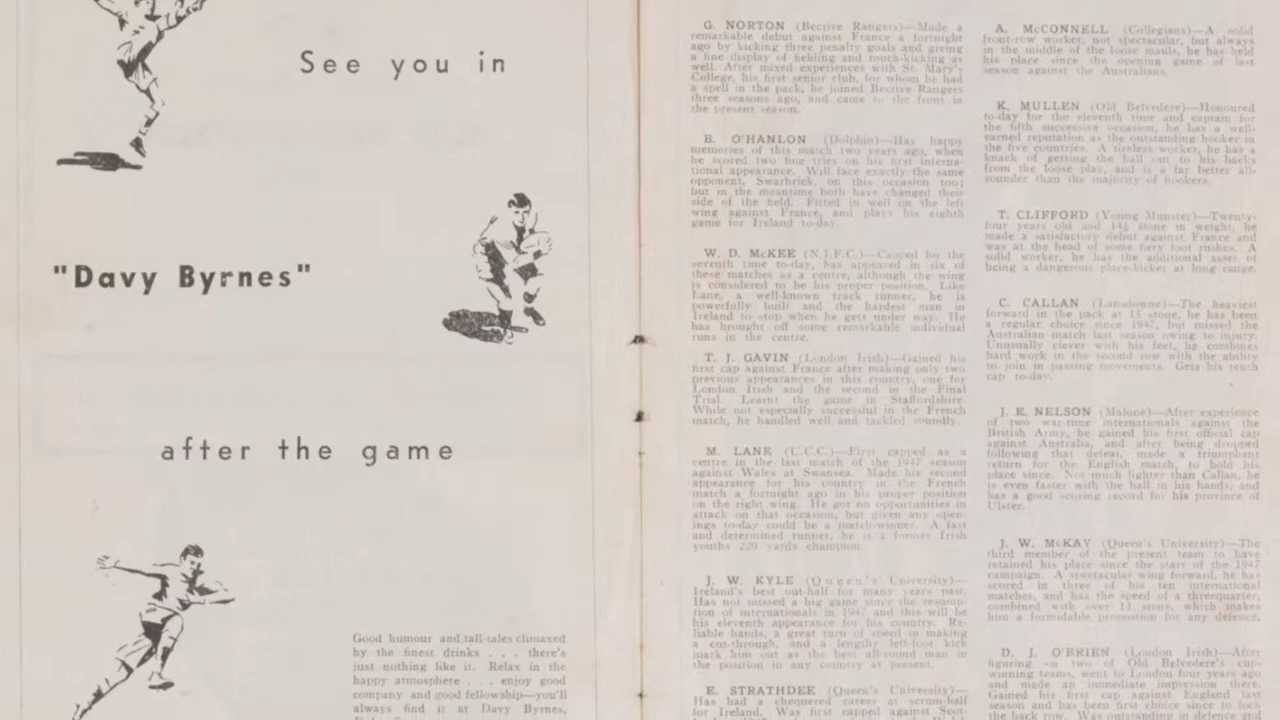 See you in
"Davy Byrnes"
after the game
Good humour and tall-tales climaxed
by the finest drinks . . . there's
just nothing like it. Relax in the
happy atmosphere . . . enjoy good
company and good fellowship—you'll
always find it at Davy Byrnes,
G. NORTON (Bective Rangers)—Made a
remarkable debut against France a fortnight
ago by kicking three penalty goals and giving
a fine display of fielding and touch-kicking as
well. After mixed experiences with St. Mary's
College, his first senior club, for whom he had
a spell in the pack, he joined Bective Rangers
three seasons ago, and came to the front in
the present season.
B. O'HANLON (Dolphin)—Has happy
memories of this match two years ago, when
he scored two fine tries on his first interna-
tional appearance. Will face exactly the same
opponent, Swarbrick, on this occasion too;
but in the meantime both have changed their
side of the field. Fitted in well on the left
wing against France, and plays his eighth
game for Ireland to-day.
W. D. McKEE (N.I.F.C.)—Capped for the
seventh time to-day, has appeared in six of
these matches as a centre, although the wing
is considered to be his proper position. Like
Lane, a well-known track runner, he is
powerfully built and the hardest man in
Ireland to stop when he gets under way. He
has brought off some remarkable individual
runs in the centre.
T. J. GAVIN (London Irish)—Gained his
first cap against France after making only two
previous appearances in this country, one for
London Irish and the second in the Final
Trial. Learnt the game in Staffordshire.
While not especially successful in the French
match, he handled well and tackled soundly.
M. LANE (U.C.C.)—First capped as a
centre in the last match of the 1947 season
against Wales at Swansea. Made his second
appearance for his country in the French
match a fortnight ago in his proper position
on the right wing. He got no opportunities in
attack on that occasion, but given any open-
ings to-day could be a match-winner. A fast
and determined runner, he is a former Irish
youths 220 yards champion
J. W. KYLE (Queen's University)—
Ireland's best out-half for many years past.
Has not missed a big game since the resump-
tion of internationals in 1947 and this will be
his eleventh appearance for his country. Re-
liable hands, a great turn of speed in making
a cut-through, and a lengthy left-foot kick
mark him out as the best all-round man in
the position in any country at present.
E. STRATHDEE (Queen's University)—
Has had a chequered career at scrum-half
for Ireland. Was first capped against Scot-
A. McCONNELL (Collegians)—A solid
front-row worker, not spectacular, but always
in the middle of the loose mauls, he has held
his place since the opening game of last
season against the Australians.
K. MULLEN (Old Belvedere)—Honoured
to-day for the eleventh time and captain for
the fifth successive occasion, he has a well-
earned reputation as the outstanding hooker in
the five countries. A tireless worker, he has a
knack of getting the ball out to his backs
from the loose play, and is a far better all-
rounder than the majority of hookers.
T. CLIFFORD (Young Munster)—Twenty-
four years old and 14½ stone in weight, he
made a satisfactory debut against France and
was at the head of some fiery foot rushes. A
solid worker, he has the additional asset of
being a dangerous place-kicker at long range.
C. CALLAN (Lansdowne)—The heaviest
forward in the pack at 15 stone, he has been
a regular choice since 1947, but missed the
Australian match last season owing to injury.
Unusually clever with his feet, he combines
hard work in the second row with the ability
to join in passing movements. Gets his tenth
cap to-day.
J. E. NELSON (Malone)—After experience
of two war-time internationals against the
British Army, he gained his first official cap
against Australia, and after being dropped
following that defeat, made a triumphant
return for the English match, to hold his
place since. Not much lighter than Callan, he
is even faster with the ball in his hands, and
has a good scoring record for his province of
Ulster.
J. W. McKAY (Queen's University)—The
third member of the present team to have
retained his place since the start of the 1947
campaign. A spectacular wing forward, he has
scored in three of his ten international
matches, and has the speed of a threequarter,
combined with over 13 stone, which makes
him a formidable proposition for any defence.
D. J. O'BRIEN (London Irish)—After
figuring on two of Old Belvedere's cup-
winning teams, went to London four years ago
and made an immediate impression there.
Gained his first cap against England last
season and has been first choice since to lock
the back row. Was outstanding in defence and